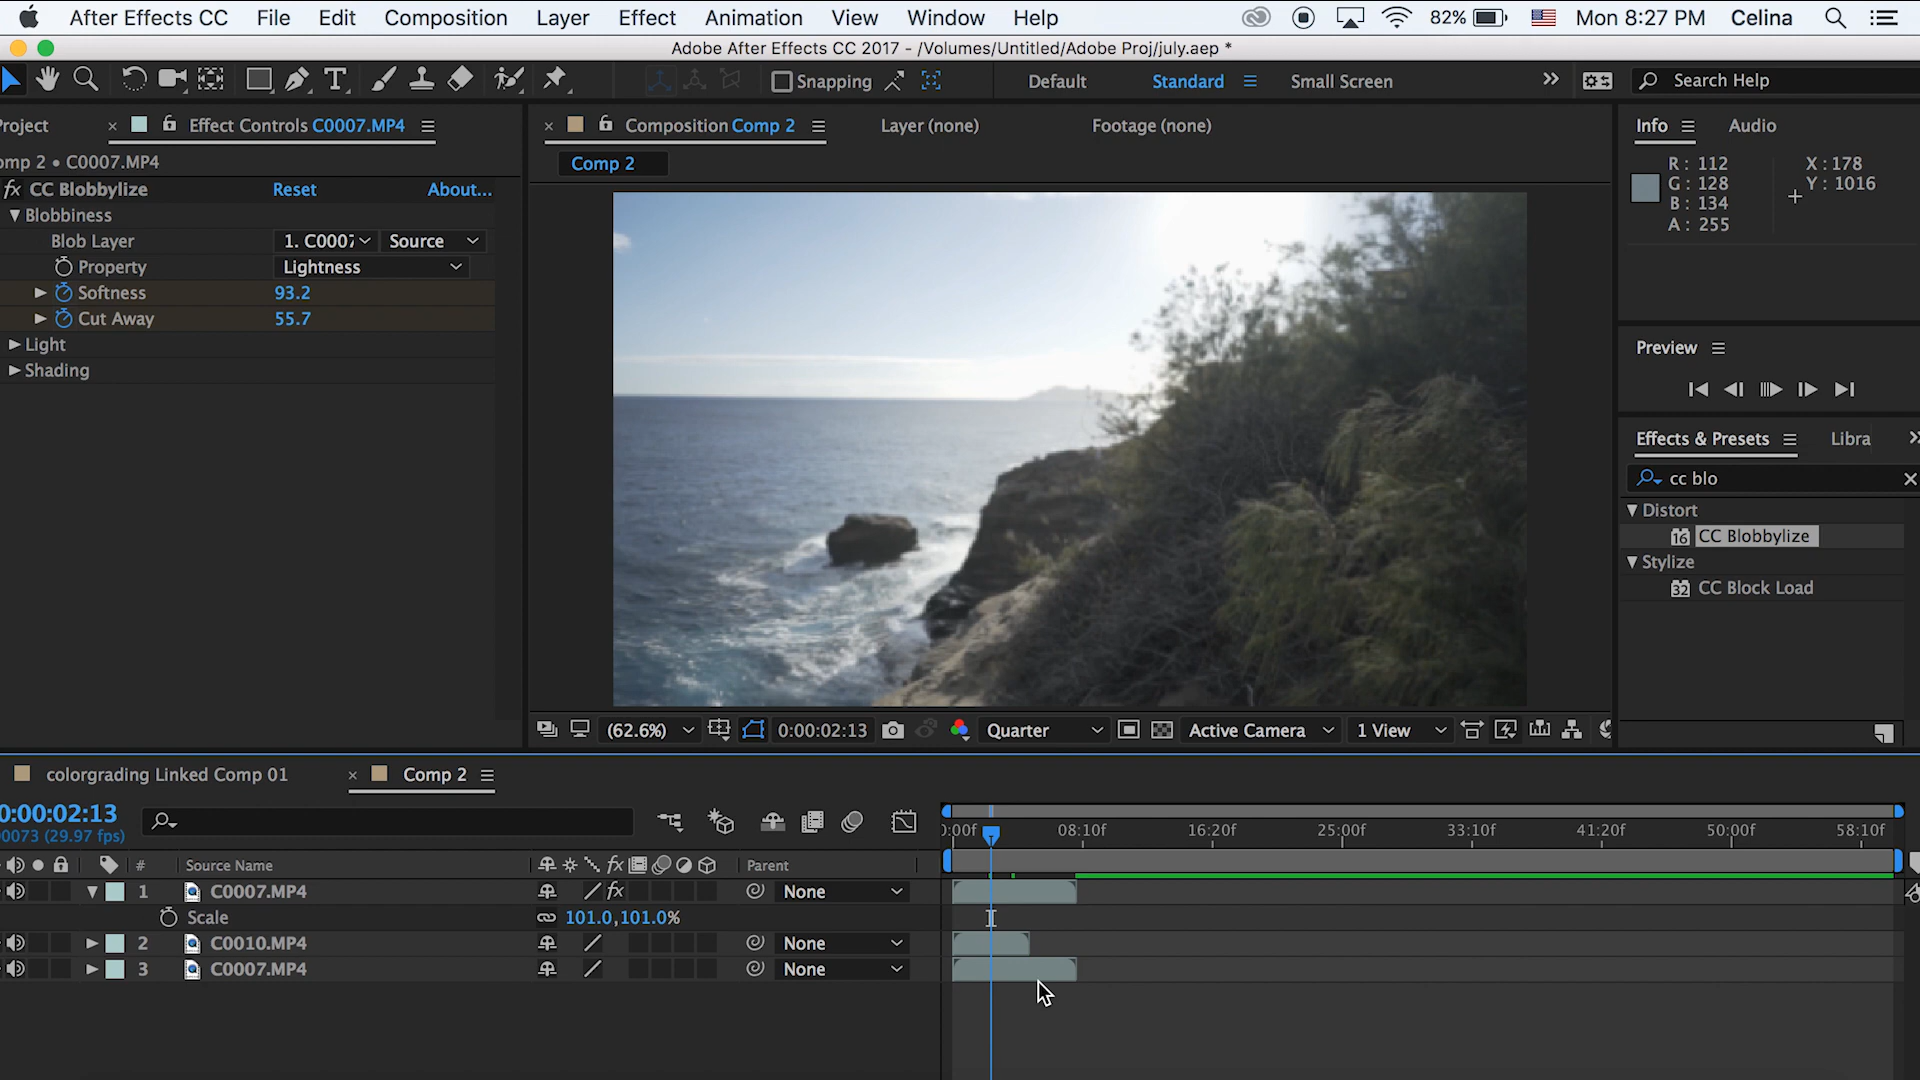 After Effects CC File Edit Composition Layer Effect Animation View Window Help 82% Mon 8:27 PM Celina
Adobe After Effects CC 2017 - /Volumes/Untitled/Adobe Proj/july.aep *
Snapping Default Standard Small Screen Search Help
Project Effect Controls C0007.MP4 Composition Comp 2 Layer (none) Footage (none) Info Audio
omp 2 • C0007.MP4
Comp 2
R: 112 X: 178
G: 128 Y: 1016
B: 134
A: 255
fx CC Blobbylize Reset About...
Blobbiness
Blob Layer 1. C0007 Source
Property Lightness
Softness 93.2
Cut Away 55.7
Light
Shading
Preview
Effects & Presets Libra
cc blo
Distort
16 CC Blobbylize
Stylize
32 CC Block Load
(62.6%) 0:00:02:13 Quarter Active Camera 1 View
colorgrading Linked Comp 01 Comp 2
0:00:02:13
00073 (29.97 fps)
0:00f 08:10f 16:20f 25:00f 33:10f 41:20f 50:00f 58:10f
# Source Name fx Parent
1 C0007.MP4 fx None
Scale 101.0,101.0%
2 C0010.MP4 None
3 C0007.MP4 None